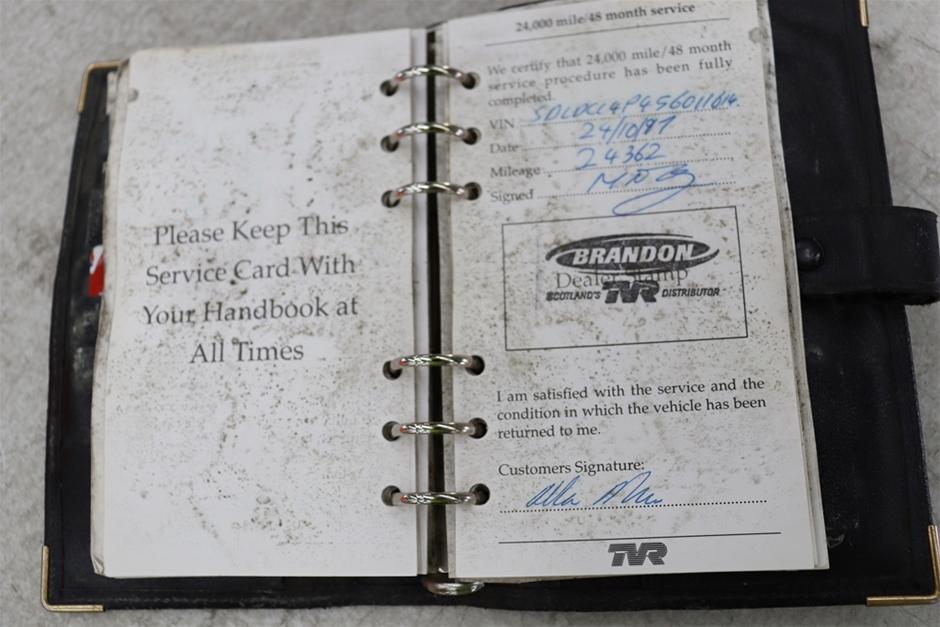 Please Keep This
Service Card With
Your Handbook at
All Times
24,000 mile/48 month service
We certify that 24,000 mile/48 month
service procedure has been fully
completed.
VIN
Date 24/10/97
Mileage 24362
Signed
BRANDON
Dealer Stamp
SCOTLAND'S TVR DISTRIBUTOR
I am satisfied with the service and the
condition in which the vehicle has been
returned to me.
Customers Signature:
TVR